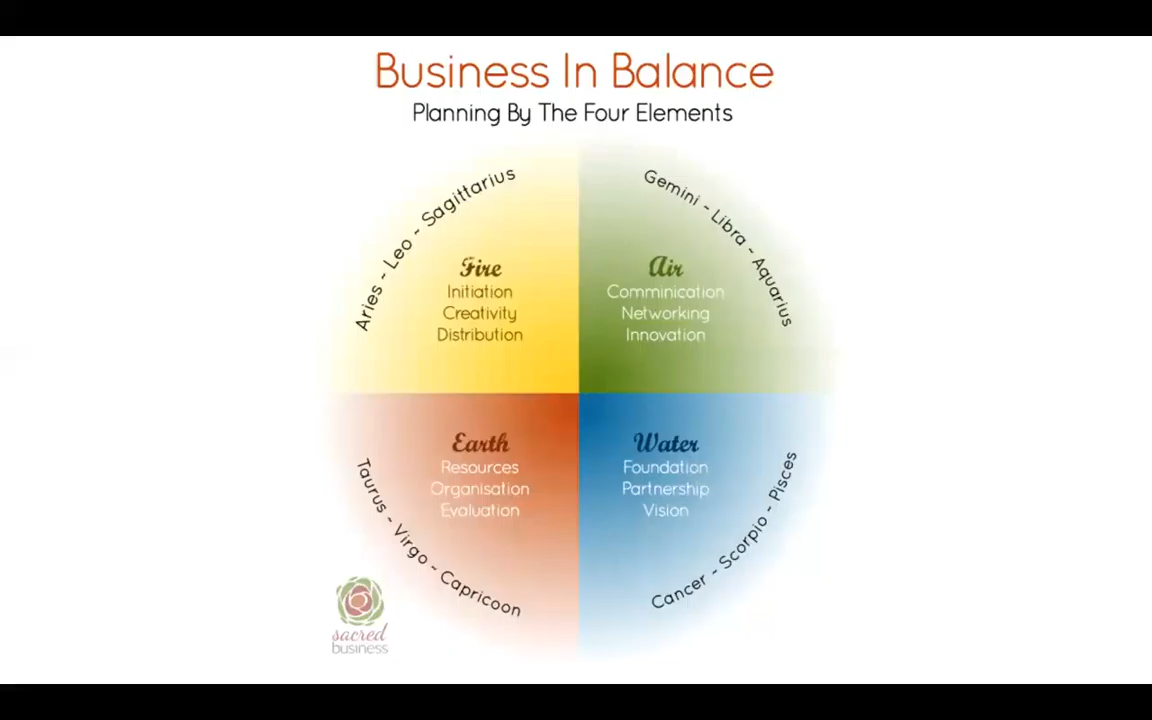 Business In Balance
Planning By The Four Elements
Aries - Leo - Sagittarius
Gemini - Libra - Aquarius
Fire
Initiation
Creativity
Distribution
Air
Comminication
Networking
Innovation
Earth
Resources
Organisation
Evaluation
Water
Foundation
Partnership
Vision
Taurus - Virgo - Capricoon
Cancer - Scorpio - Pisces
sacred
business